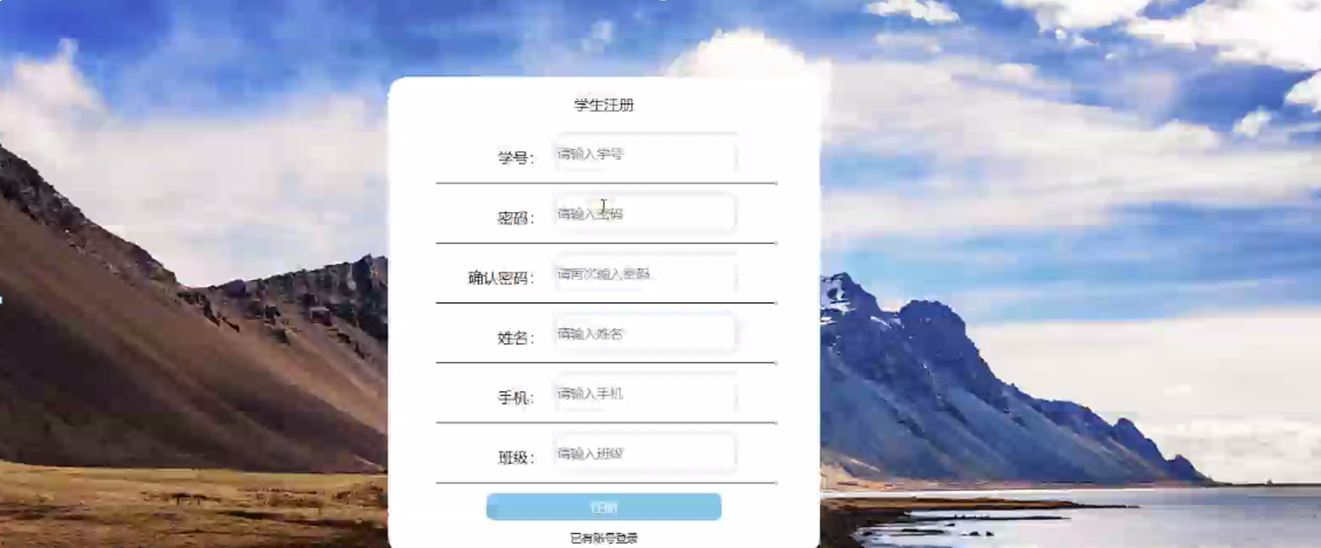 学生注册
学号：
请输入学号
密码：
请输入密码
确认密码：
请再次输入密码
姓名：
请输入姓名
手机：
请输入手机
班级：
请输入班级
注册
已有账号登录